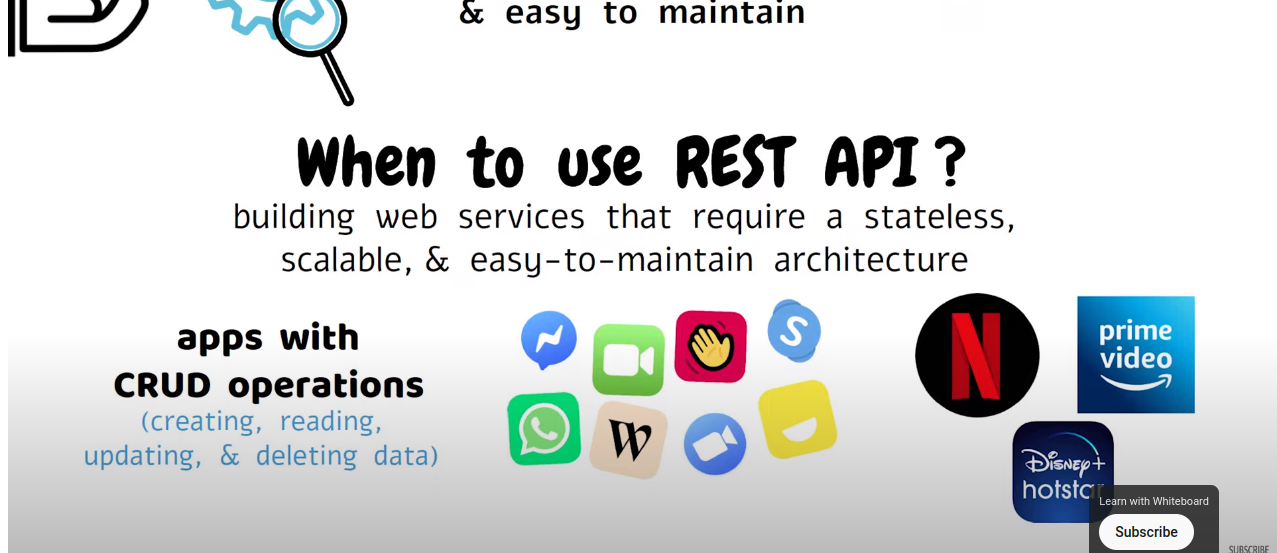 & easy to maintain
When to use REST API?
building web services that require a stateless,
scalable, & easy-to-maintain architecture
apps with
CRUD operations
(creating, reading,
updating, & deleting data)
S
W
N
prime
video
Disney+
hotstar
Learn with Whiteboard
Subscribe
SUBSCRIBE